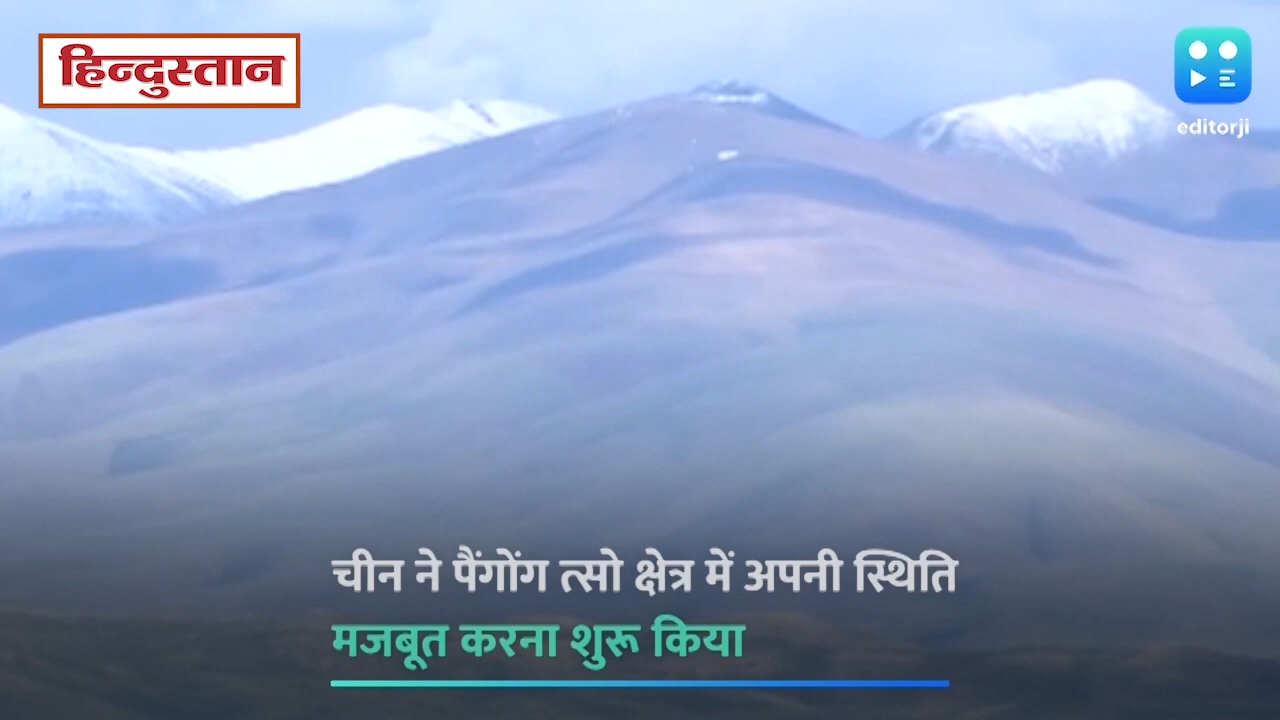 हिन्दुस्तान
editorji
चीन ने पैंगोंग त्सो क्षेत्र में अपनी स्थिति
मजबूत करना शुरू किया